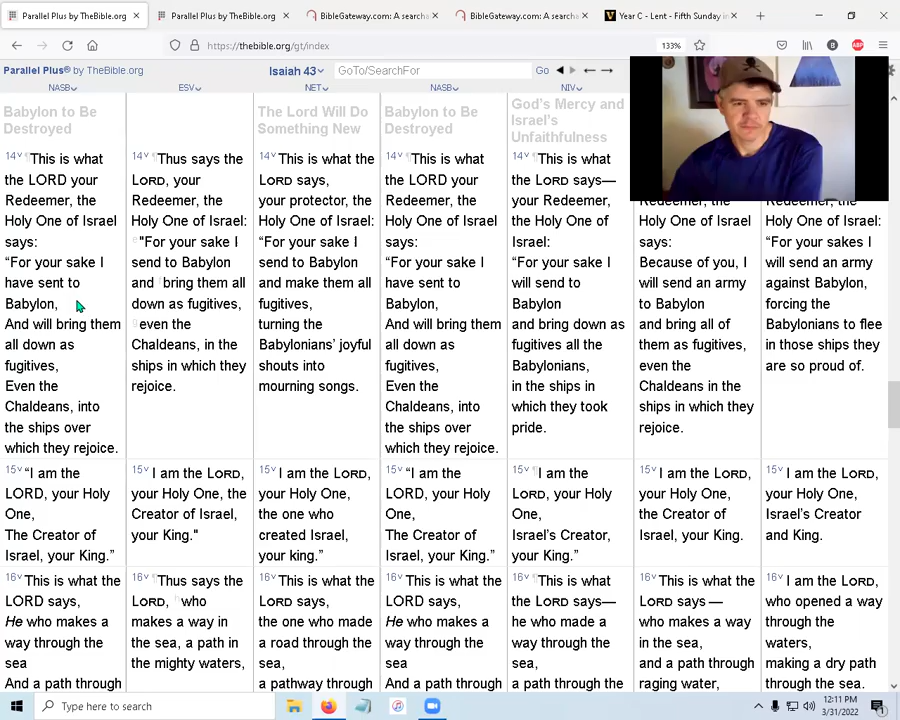 Parallel Plus by TheBible.org
Parallel Plus by TheBible.org
BibleGateway.com: A searcha
BibleGateway.com: A searcha
Year C - Lent - Fifth Sunday in
https://thebible.org/gt/index
133%
Parallel Plus® by TheBible.org
Isaiah 43
GoTo/SearchFor
Go
NASB
ESV
NET
NASB
NIV
Babylon to Be
Destroyed
14v ¶This is what
the LORD your
Redeemer, the
Holy One of Israel
says:
“For your sake I
have sent to
Babylon,
And will bring them
all down as
fugitives,
Even the
Chaldeans, into
the ships over
which they rejoice.
15v “I am the
LORD, your Holy
One,
The Creator of
Israel, your King.”
16v ¶This is what the
LORD says,
He who makes a
way through the
sea
And a path through
14v ¶Thus says the
LORD, your
Redeemer, the
Holy One of Israel:
e"For your sake I
send to Babylon
and fbring them all
down as fugitives,
geven the
Chaldeans, in the
ships in which they
rejoice.
15v I am the LORD,
your Holy One, the
Creator of Israel,
your King."
16v ¶Thus says the
LORD, hwho
makes a way in
the sea, a path in
the mighty waters,
The Lord Will Do
Something New
14v ¶This is what the
LORD says,
your protector, the
Holy One of Israel:
“For your sake I
send to Babylon
and make them all
fugitives,
turning the
Babylonians’ joyful
shouts into
mourning songs.
15v I am the LORD,
your Holy One,
the one who
created Israel,
your king.”
16v ¶This is what the
LORD says,
the one who made
a road through the
sea,
a pathway through
Babylon to Be
Destroyed
14v ¶This is what
the LORD your
Redeemer, the
Holy One of Israel
says:
“For your sake I
have sent to
Babylon,
And will bring them
all down as
fugitives,
Even the
Chaldeans, into
the ships over
which they rejoice.
15v “I am the
LORD, your Holy
One,
The Creator of
Israel, your King.”
16v ¶This is what the
LORD says,
He who makes a
way through the
sea
And a path through
God’s Mercy and
Israel’s
Unfaithfulness
14v ¶This is what
the LORD says—
your Redeemer,
the Holy One of
Israel:
“For your sake I
will send to
Babylon
and bring down as
fugitives all the
Babylonians,
in the ships in
which they took
pride.
15v ¶I am the
LORD, your Holy
One,
Israel’s Creator,
your King.”
16v ¶This is what
the LORD says—
he who made a
way through the
sea,
a path through the
Redeemer, the
Holy One of Israel
says:
Because of you, I
will send an army
to Babylon
and bring all of
them as fugitives,
even the
Chaldeans in the
ships in which they
rejoice.
15v I am the LORD,
your Holy One,
the Creator of
Israel, your King.
16v This is what the
LORD says —
who makes a way
in the sea,
and a path through
raging water,
Redeemer, the
Holy One of Israel:
“For your sakes I
will send an army
against Babylon,
forcing the
Babylonians to flee
in those ships they
are so proud of.
15v I am the LORD,
your Holy One,
Israel’s Creator
and King.
16v I am the LORD,
who opened a way
through the
waters,
making a dry path
through the sea.
Type here to search
12:11 PM
3/31/2022